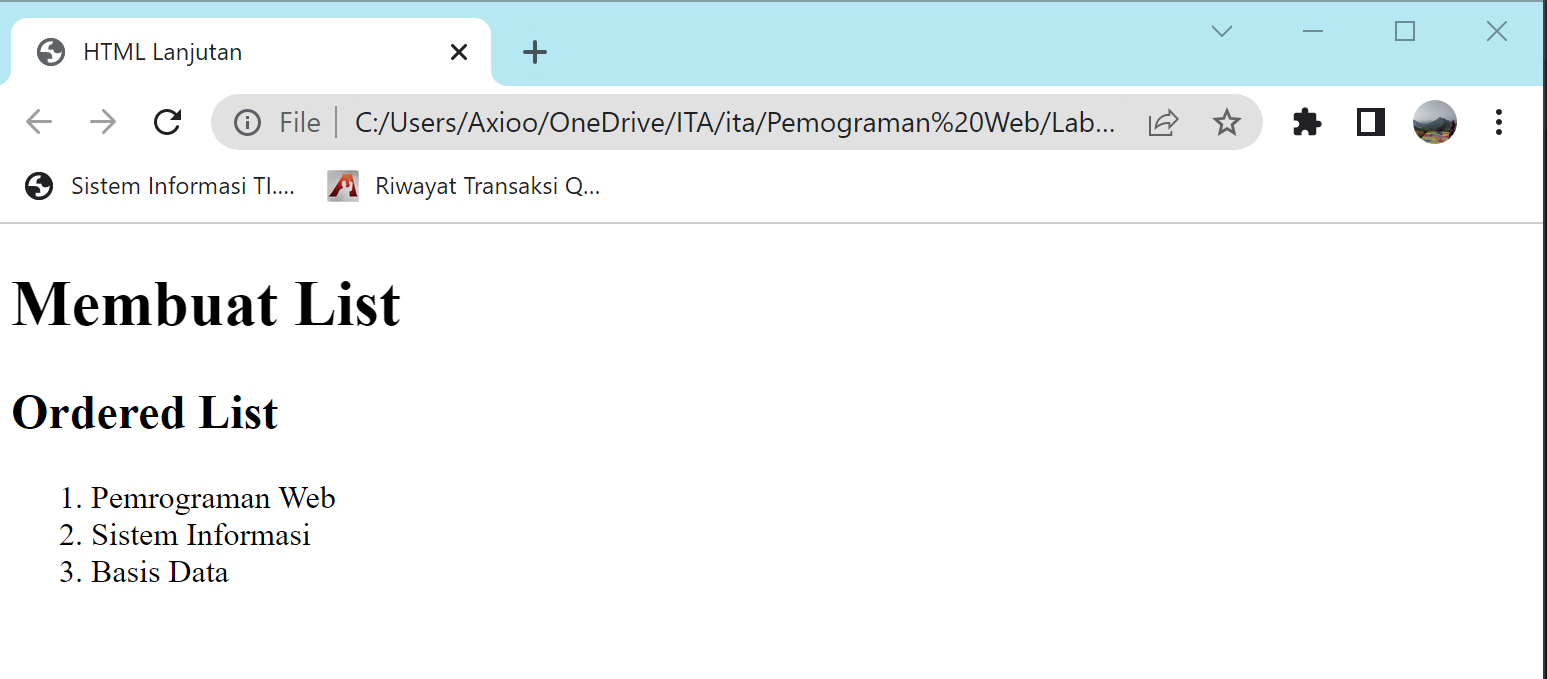 HTML Lanjutan
File C:/Users/Axioo/OneDrive/ITA/ita/Pemograman%20Web/Lab...
Sistem Informasi TI.... Riwayat Transaksi Q...
Membuat List
Ordered List
1. Pemrograman Web
2. Sistem Informasi
3. Basis Data